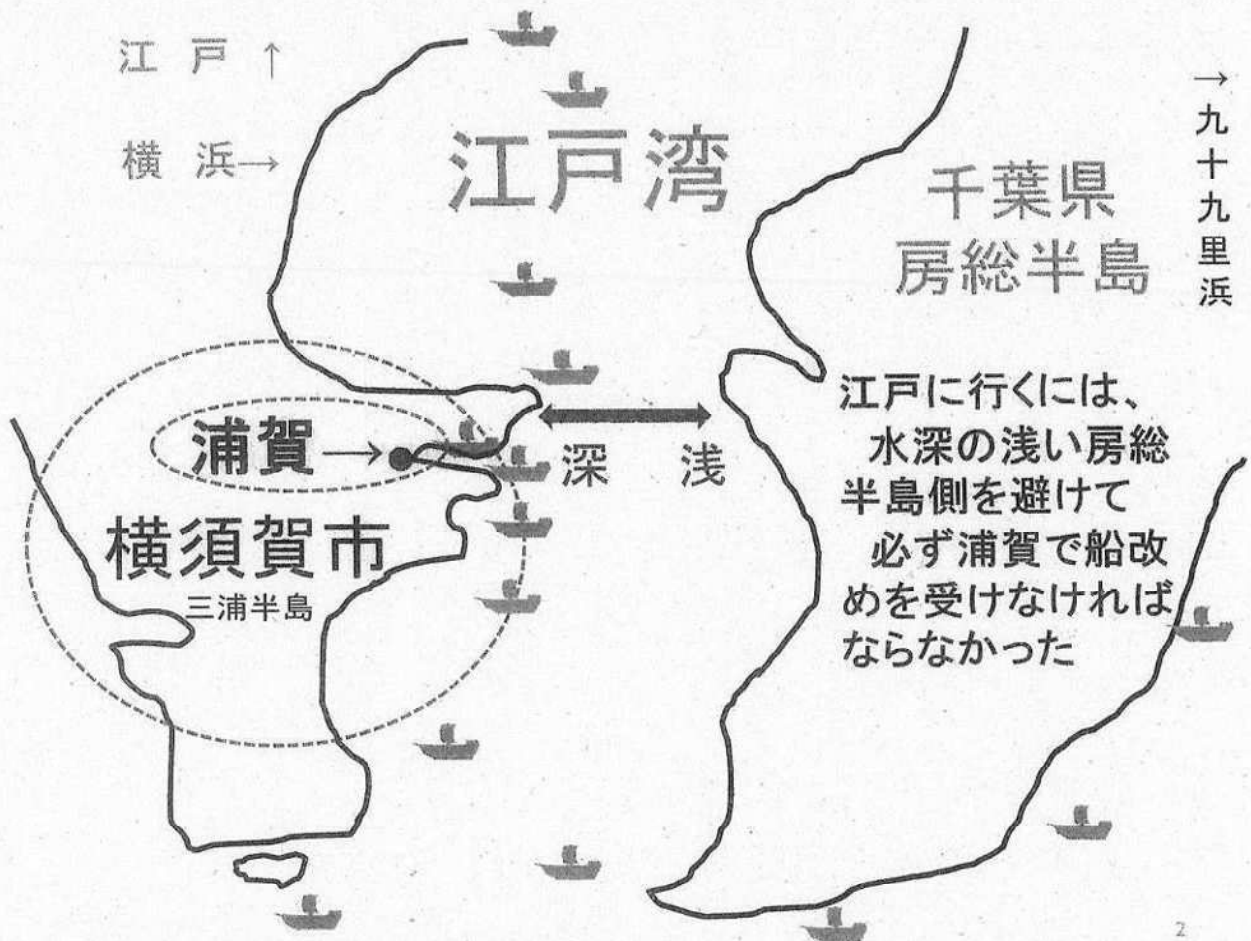 江戸 ↑
横浜→
江戸湾
千葉県
房総半島
→九十九里浜
浦賀→
深 浅
横須賀市
三浦半島
江戸に行くには、
水深の浅い房総
半島側を避けて
必ず浦賀で船改
めを受けなければ
ならなかった
2